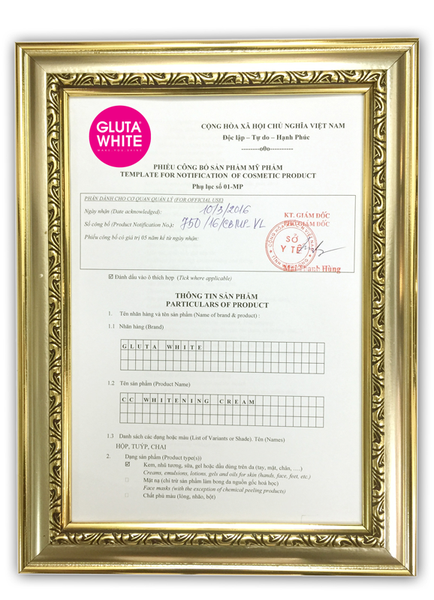 GLUTA
WHITE
CỘNG HÒA XÃ HỘI CHỦ NGHĨA VIỆT NAM
Độc lập – Tự do – Hạnh Phúc
PHIẾU CÔNG BỐ SẢN PHẨM MỸ PHẨM
TEMPLATE FOR NOTIFICATION OF COSMETIC PRODUCT
Phụ lục số 01-MP
PHẦN DÀNH CHO CƠ QUAN QUẢN LÝ (FOR OFFICIAL USE)
Ngày nhận (Date acknowledged): 10/3/2016
Số công bố (Product Notification No.): 750/16/CBMP-VL
Phiếu công bố có giá trị 05 năm kể từ ngày nhận:
KT. GIÁM ĐỐC
GIÁM ĐỐC
SỞ
Y TẾ
Thanh Hùng
Đánh dấu vào ô thích hợp (Tick where applicable)
THÔNG TIN SẢN PHẨM
PARTICULARS OF PRODUCT
1. Tên nhãn hàng và tên sản phẩm (Name of brand & product) :
1.1 Nhãn hàng (Brand)
GLUTA WHITE
1.2 Tên sản phẩm (Product Name)
CC WHITENING CREAM
1.3 Danh sách các dạng hoặc màu (List of Variants or Shade). Tên (Names)
HỘP, TUÝP, CHAI
2. Dạng sản phẩm (Product type(s))
Kem, nhũ tương, sữa, gel hoặc dầu dùng trên da (tay, mặt, chân, ….)
Creams, emulsions, lotions, gels and oils for skin (hands, face, feet, etc.)
Mặt nạ (chỉ trừ sản phẩm làm bong da nguồn gốc hoá học)
Face masks (with the exception of chemical peeling products)
Chất phủ màu (lỏng, nhão, bột)